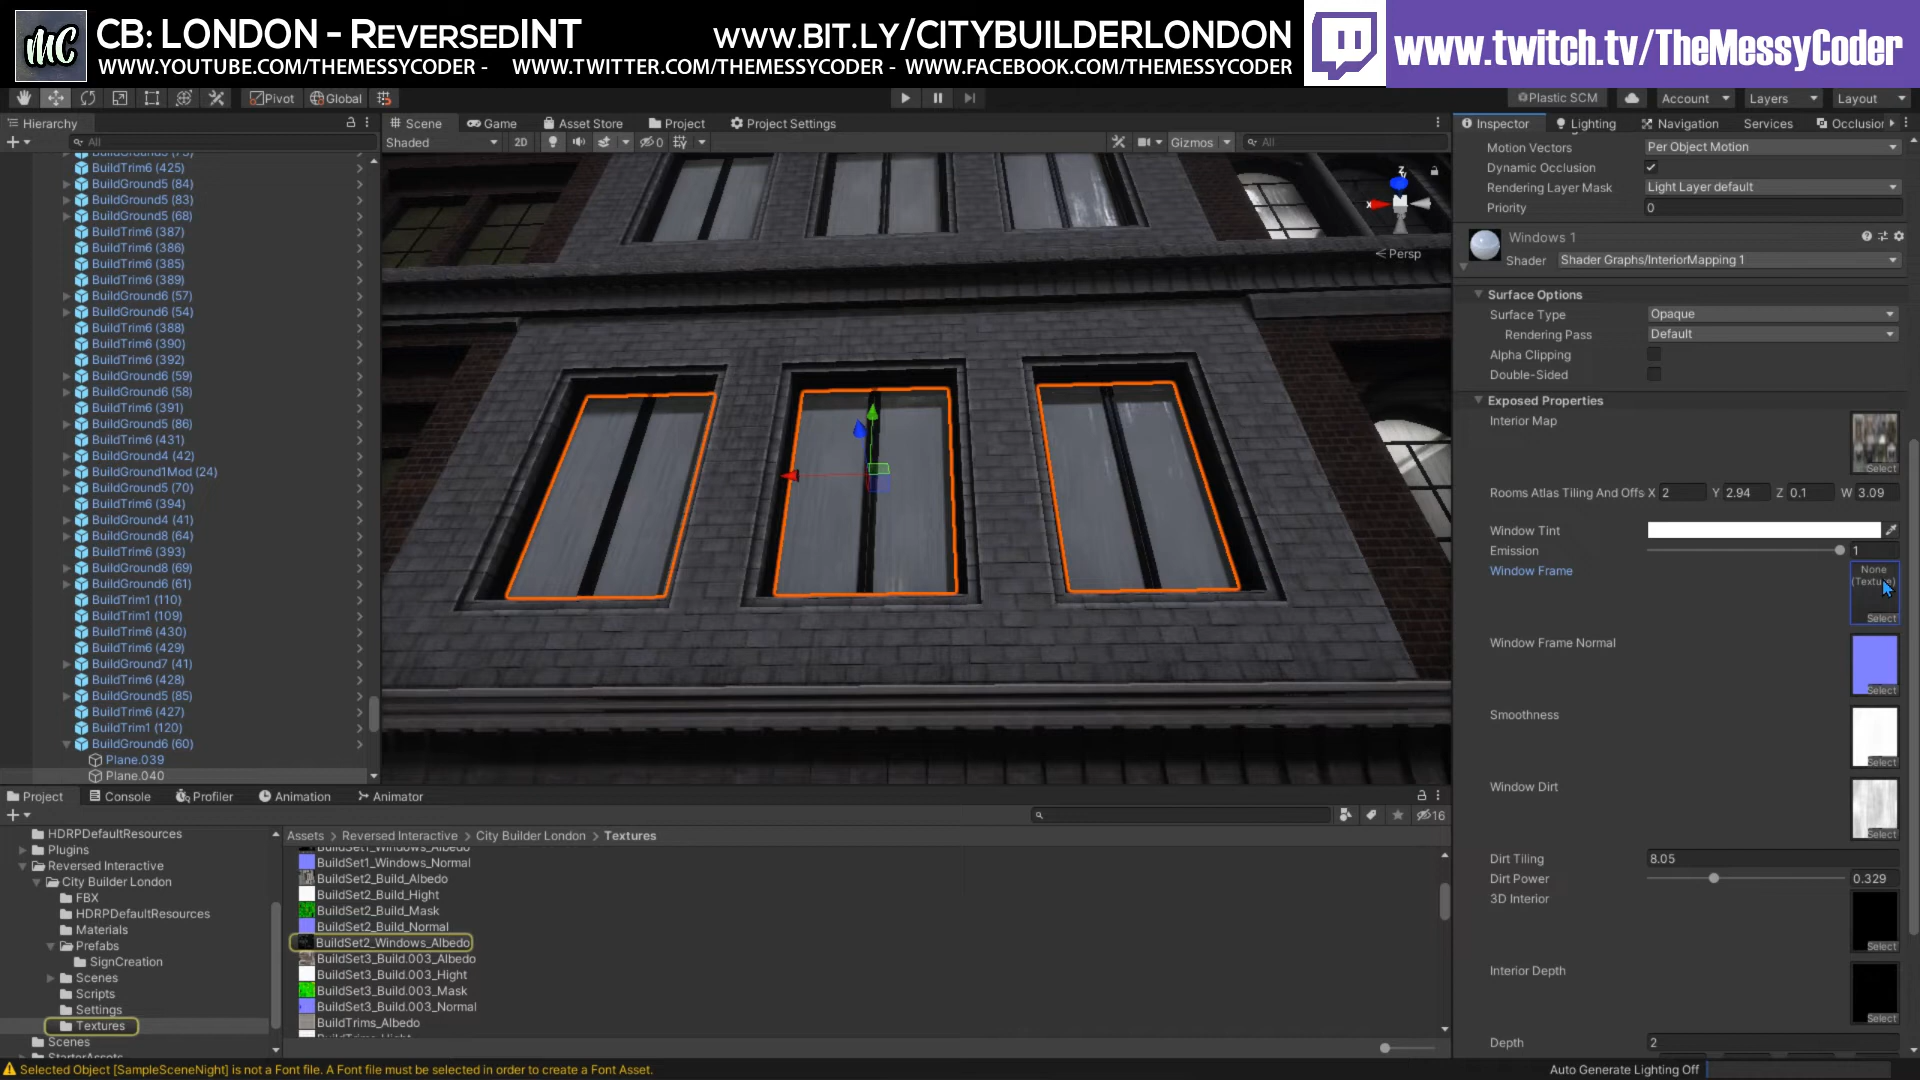 MC CB: LONDON - REVERSEDINT WWW.BIT.LY/CITYBUILDERLONDON www.twitch.tv/TheMessyCoder
WWW.YOUTUBE.COM/THEMESSYCODER - WWW.TWITTER.COM/THEMESSYCODER - WWW.FACEBOOK.COM/THEMESSYCODER
Pivot Global Plastic SCM Account Layers Layout
Hierarchy
All
BuildTrim6 (425)
BuildGround5 (84)
BuildGround5 (83)
BuildGround5 (68)
BuildTrim6 (387)
BuildTrim6 (386)
BuildTrim6 (385)
BuildTrim6 (389)
BuildGround6 (57)
BuildGround6 (54)
BuildTrim6 (388)
BuildTrim6 (390)
BuildTrim6 (392)
BuildGround6 (59)
BuildGround6 (58)
BuildTrim6 (391)
BuildGround5 (86)
BuildTrim6 (431)
BuildGround4 (42)
BuildGround1Mod (24)
BuildGround5 (70)
BuildTrim6 (394)
BuildGround4 (41)
BuildGround8 (64)
BuildTrim6 (393)
BuildGround8 (69)
BuildGround6 (61)
BuildTrim1 (110)
BuildTrim1 (109)
BuildTrim6 (430)
BuildTrim6 (429)
BuildGround7 (41)
BuildTrim6 (428)
BuildGround5 (85)
BuildTrim6 (427)
BuildTrim1 (120)
BuildGround6 (60)
Plane.039
Plane.040
Scene Game Asset Store Project Project Settings
Shaded 2D 0 Gizmos All
Persp
Inspector Lighting Navigation Services Occlusion
Motion Vectors Per Object Motion
Dynamic Occlusion
Rendering Layer Mask Light Layer default
Priority 0
Windows 1
Shader Shader Graphs/InteriorMapping 1
Surface Options
Surface Type Opaque
Rendering Pass Default
Alpha Clipping
Double-Sided
Exposed Properties
Interior Map
Select
Rooms Atlas Tiling And Offs X 2 Y 2.94 Z 0.1 W 3.09
Window Tint
Emission 1
Window Frame None
(Texture)
Select
Window Frame Normal
Select
Smoothness
Select
Window Dirt
Select
Dirt Tiling 8.05
Dirt Power 0.329
3D Interior
Select
Interior Depth
Select
Depth 2
Project Console Profiler Animation Animator
16
HDRPDefaultResources
Plugins
Reversed Interactive
City Builder London
FBX
HDRPDefaultResources
Materials
Prefabs
SignCreation
Scenes
Scripts
Settings
Textures
Scenes
StarterAssets
Assets > Reversed Interactive > City Builder London > Textures
BuildSet1_Windows_Albedo
BuildSet1_Windows_Normal
BuildSet2_Build_Albedo
BuildSet2_Build_Hight
BuildSet2_Build_Mask
BuildSet2_Build_Normal
BuildSet2_Windows_Albedo
BuildSet3_Build.003_Albedo
BuildSet3_Build.003_Hight
BuildSet3_Build.003_Mask
BuildSet3_Build.003_Normal
BuildTrims_Albedo
BuildTrims_Hight
Selected Object [SampleSceneNight] is not a Font file. A Font file must be selected in order to create a Font Asset.
Auto Generate Lighting Off